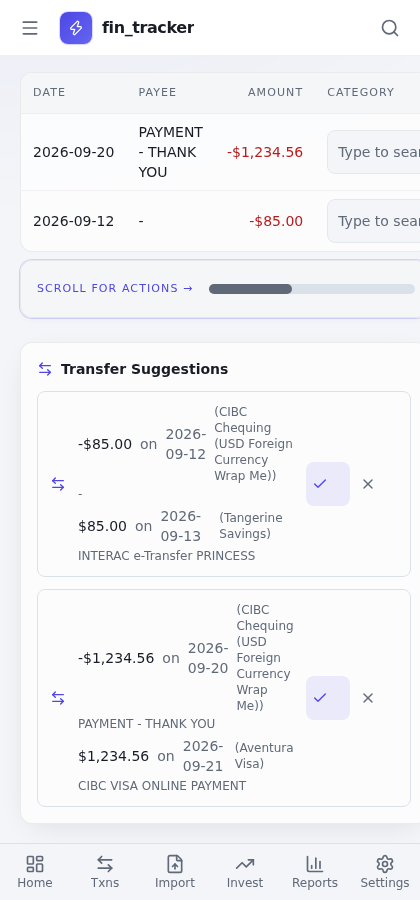 fin_tracker
DATE PAYEE AMOUNT CATEGORY
2026-09-20 PAYMENT - THANK YOU -$1,234.56 Type to sear
2026-09-12 - -$85.00 Type to sear
SCROLL FOR ACTIONS →
Transfer Suggestions
-$85.00 on 2026-09-12 (CIBC Chequing (USD Foreign Currency Wrap Me))
-
$85.00 on 2026-09-13 (Tangerine Savings)
INTERAC e-Transfer PRINCESS
-$1,234.56 on 2026-09-20 (CIBC Chequing (USD Foreign Currency Wrap Me))
PAYMENT - THANK YOU
$1,234.56 on 2026-09-21 (Aventura Visa)
CIBC VISA ONLINE PAYMENT
Home Txns Import Invest Reports Settings